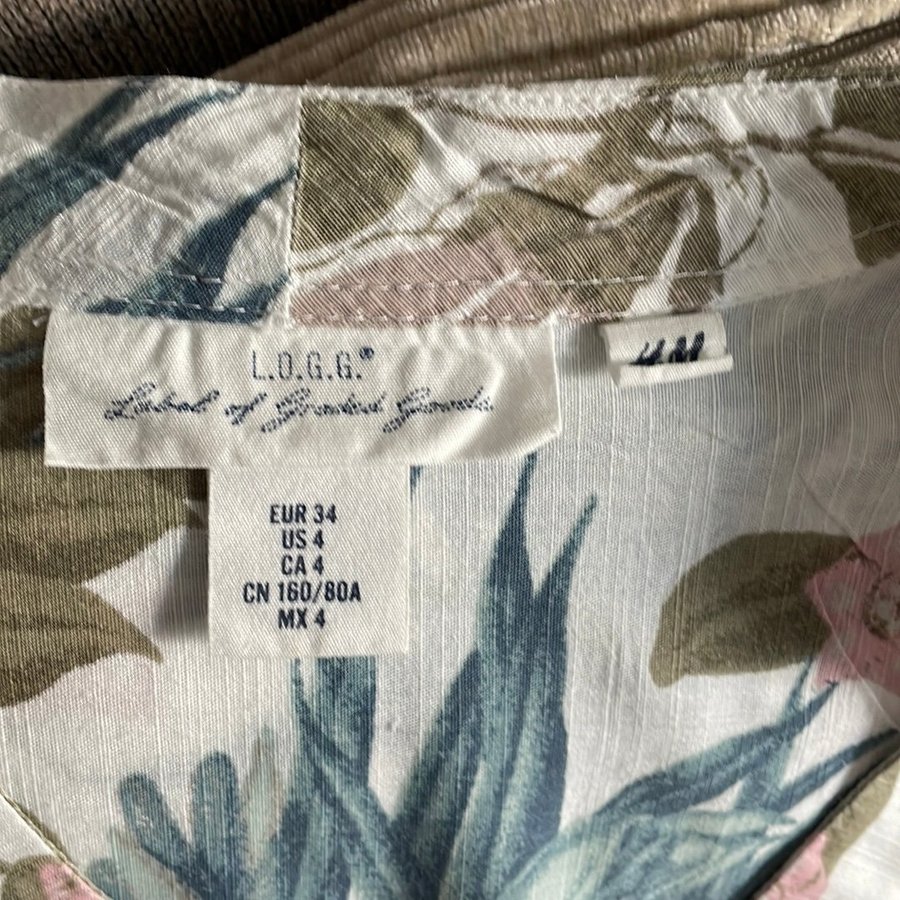 L.O.G.G.®
Label of Graded Goods
EUR 34
US 4
CA 4
CN 160/80A
MX 4